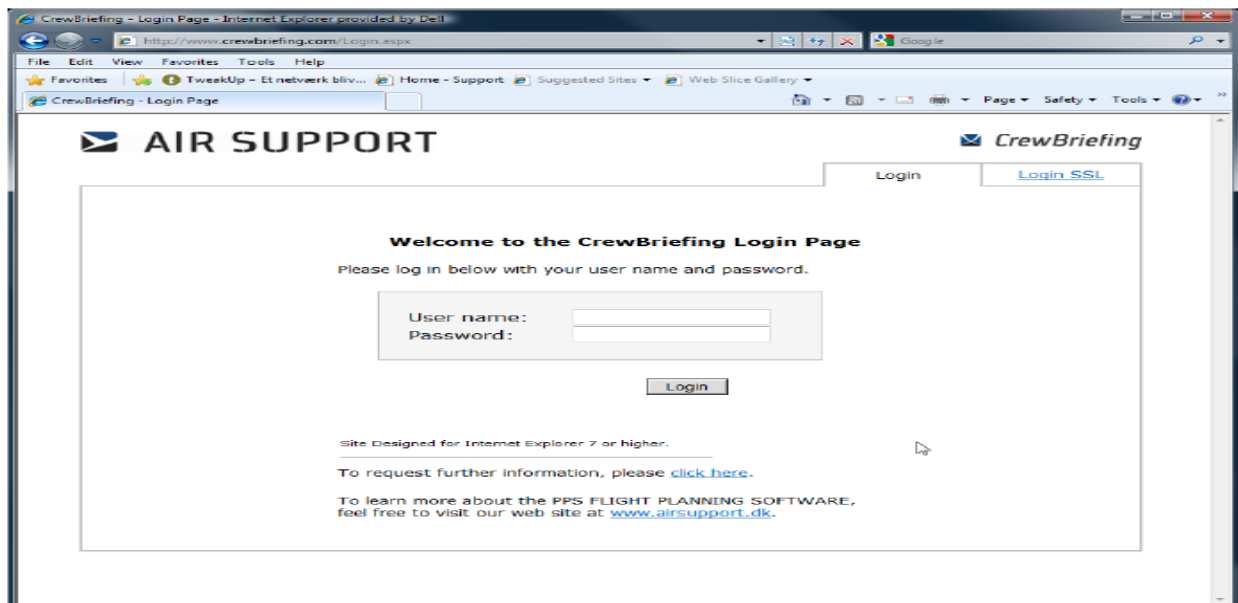 CrewBriefing - Login Page - Internet Explorer provided by Dell
http://www.crewbriefing.com/Login.aspx
Google
File Edit View Favorites Tools Help
Favorites TweakUp - Et netværk bliv... Home - Support Suggested Sites Web Slice Gallery
CrewBriefing - Login Page
Page Safety Tools
AIR SUPPORT
CrewBriefing
Login
Login SSL
Welcome to the CrewBriefing Login Page
Please log in below with your user name and password.
User name:
Password:
Login
Site Designed for Internet Explorer 7 or higher.
To request further information, please click here.
To learn more about the PPS FLIGHT PLANNING SOFTWARE,
feel free to visit our web site at www.airsupport.dk.